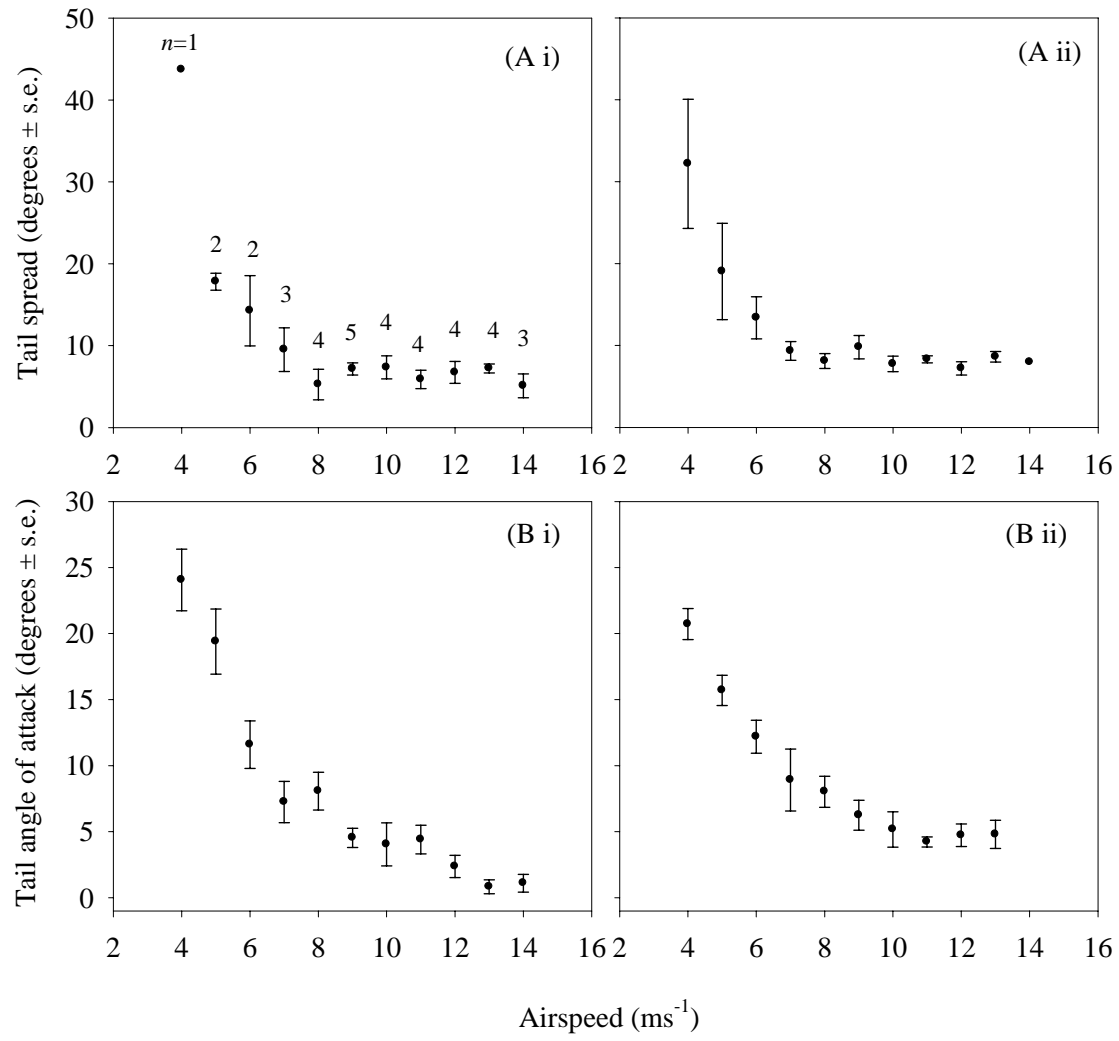 50
40
30
20
10
0
Tail spread (degrees ± s.e.)
n=1
2
2
3
4
5
4
4
4
4
3
(A i)
(A ii)
2 4 6 8 10 12 14 16
2 4 6 8 10 12 14 16
30
25
20
15
10
5
0
Tail angle of attack (degrees ± s.e.)
(B i)
(B ii)
2 4 6 8 10 12 14 16
2 4 6 8 10 12 14 16
Airspeed (ms⁻¹)